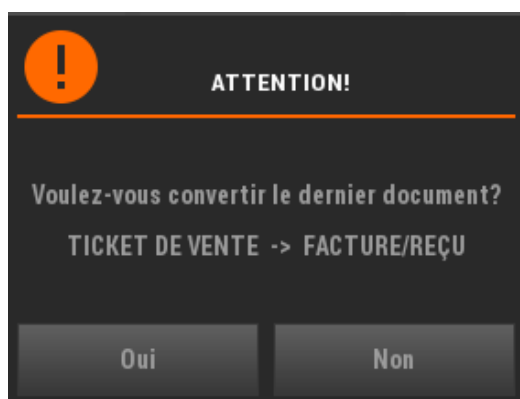 ATTENTION!
Voulez-vous convertir le dernier document?
TICKET DE VENTE -> FACTURE/REÇU
Oui
Non